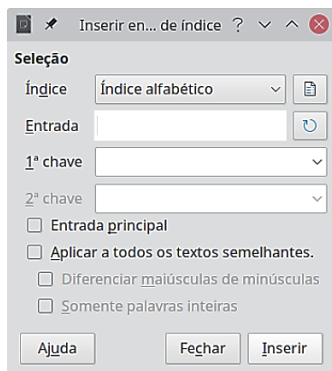 Inserir en... de índice ?
Seleção
Índice Índice alfabético
Entrada
1ª chave
2ª chave
Entrada principal
Aplicar a todos os textos semelhantes.
Diferenciar maiúsculas de minúsculas
Somente palavras inteiras
Ajuda Fechar Inserir